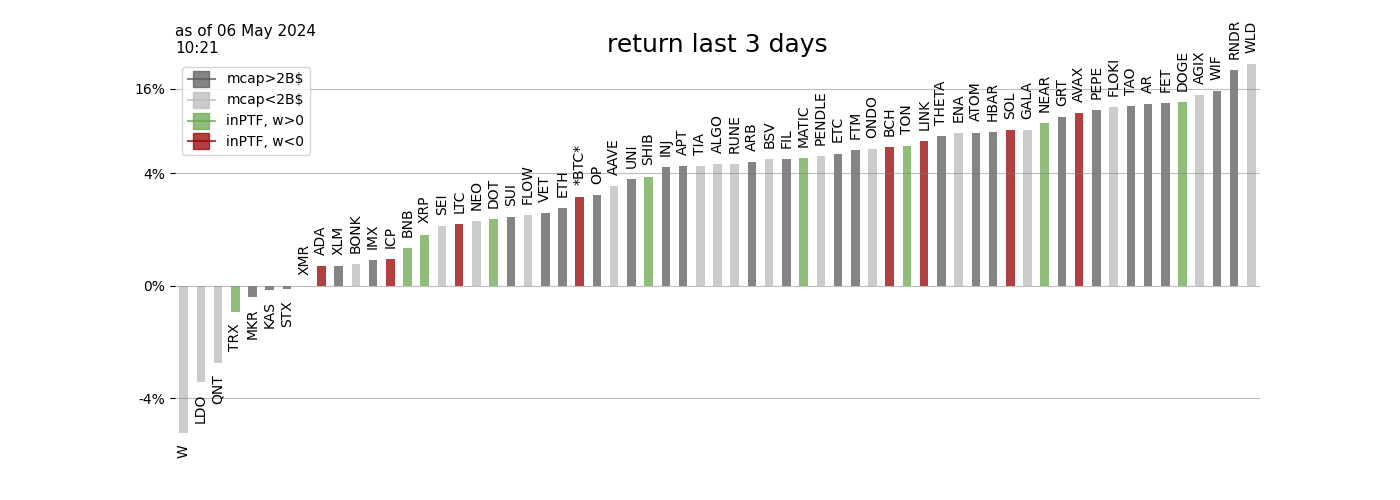 as of 06 May 2024
10:21
return last 3 days
mcap>2B$
mcap<2B$
inPTF, w>0
inPTF, w<0
16%
4%
0%
-4%
W
LDO
QNT
TRX
MKR
KAS
STX
XMR
ADA
XLM
BONK
IMX
ICP
BNB
XRP
SEI
LTC
NEO
DOT
SUI
FLOW
VET
ETH
*BTC*
OP
AAVE
UNI
SHIB
INJ
APT
TIA
ALGO
RUNE
ARB
BSV
FIL
MATIC
PENDLE
ETC
FTM
ONDO
BCH
TON
LINK
THETA
ENA
ATOM
HBAR
SOL
GALA
NEAR
GRT
AVAX
PEPE
FLOKI
TAO
AR
FET
DOGE
AGIX
WIF
RNDR
WLD